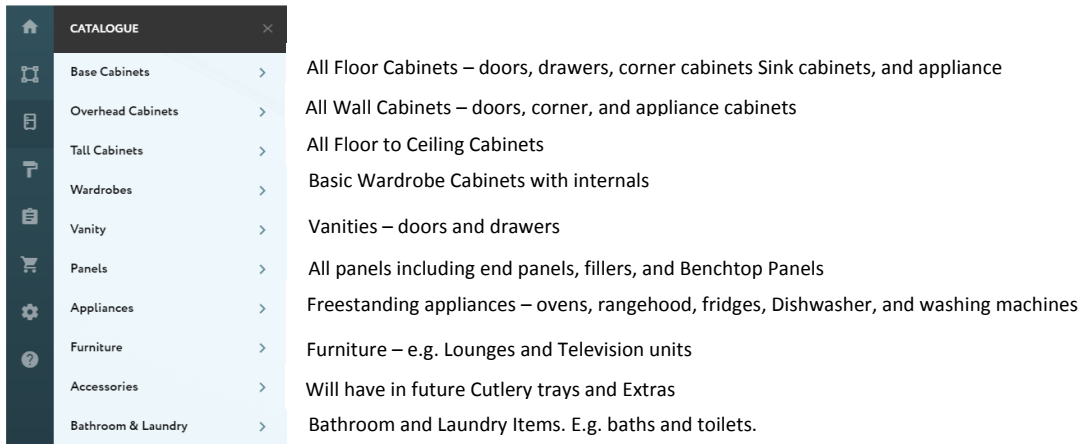 CATALOGUE
Base Cabinets All Floor Cabinets – doors, drawers, corner cabinets Sink cabinets, and appliance
Overhead Cabinets All Wall Cabinets – doors, corner, and appliance cabinets
Tall Cabinets All Floor to Ceiling Cabinets
Wardrobes Basic Wardrobe Cabinets with internals
Vanity Vanities – doors and drawers
Panels All panels including end panels, fillers, and Benchtop Panels
Appliances Freestanding appliances – ovens, rangehood, fridges, Dishwasher, and washing machines
Furniture Furniture – e.g. Lounges and Television units
Accessories Will have in future Cutlery trays and Extras
Bathroom & Laundry Bathroom and Laundry Items. E.g. baths and toilets.